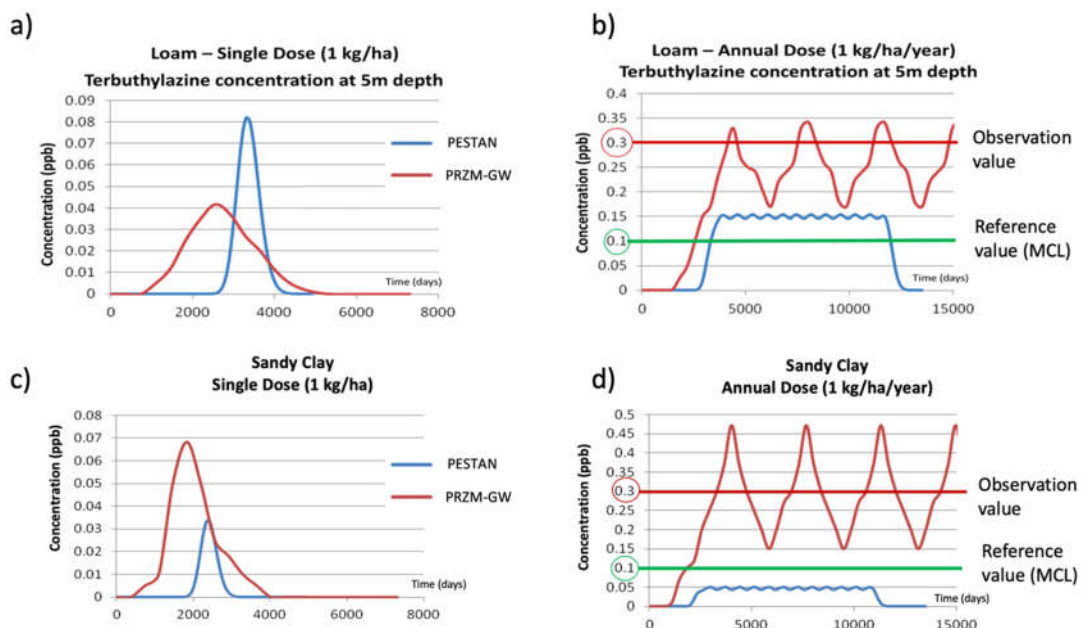 a)
Loam – Single Dose (1 kg/ha)
Terbuthylazine concentration at 5m depth
Concentration (ppb)
0.09
0.08
0.07
0.06
0.05
0.04
0.03
0.02
0.01
0
PESTAN
PRZM-GW
Time (days)
0 2000 4000 6000 8000
b)
Loam – Annual Dose (1 kg/ha/year)
Terbuthylazine concentration at 5m depth
Concentration (ppb)
0.4
0.35
0.3
0.25
0.2
0.15
0.1
0.05
0
Observation
value
Reference
value (MCL)
Time (days)
0 5000 10000 15000
c)
Sandy Clay
Single Dose (1 kg/ha)
Concentration (ppb)
0.08
0.07
0.06
0.05
0.04
0.03
0.02
0.01
0
PESTAN
PRZM-GW
Time (days)
0 2000 4000 6000 8000
d)
Sandy Clay
Annual Dose (1 kg/ha/year)
Concentration (ppb)
0.5
0.45
0.4
0.35
0.3
0.25
0.2
0.15
0.1
0.05
0
Observation
value
Reference
value (MCL)
Time (days)
0 5000 10000 15000